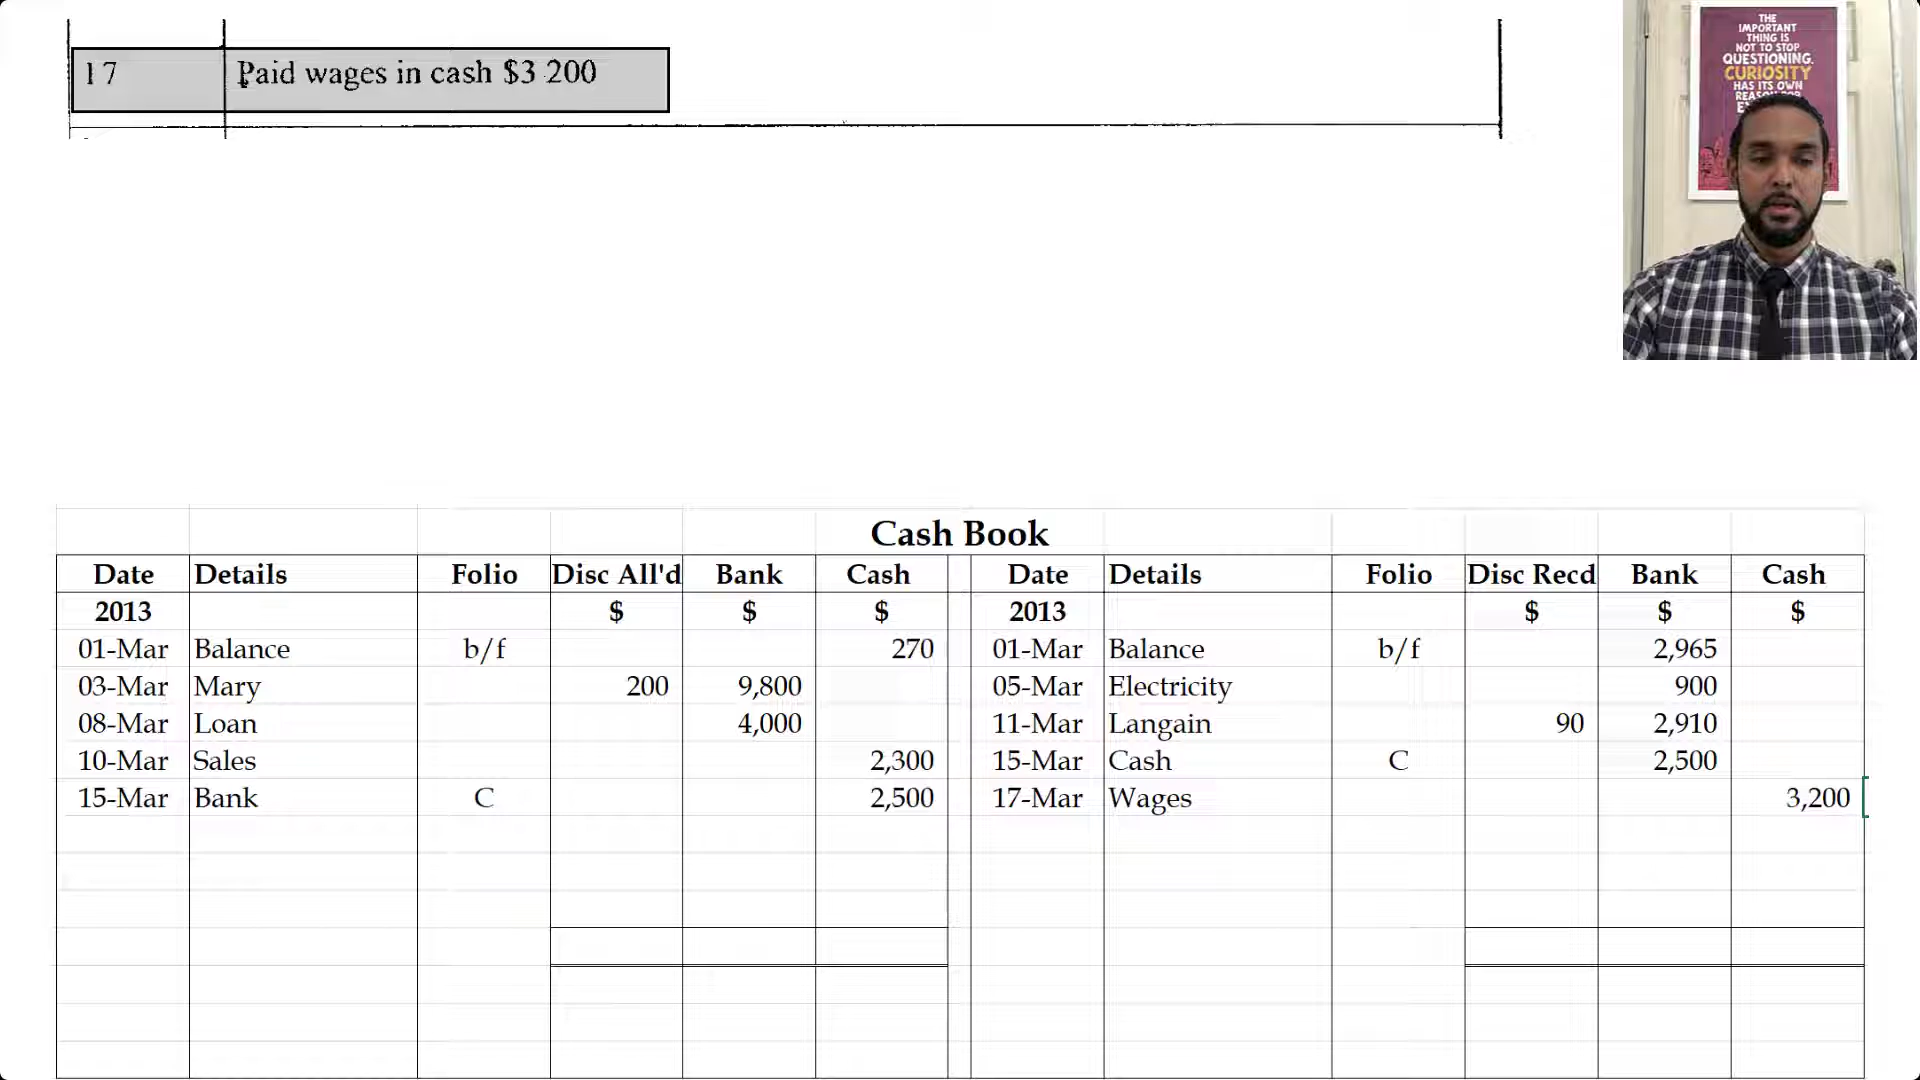 17 Paid wages in cash $3 200
THE
IMPORTANT
THING IS
NOT TO STOP
QUESTIONING.
CURIOSITY
HAS ITS OWN
REASON FOR
Cash Book
Date Details Folio Disc All'd Bank Cash Date Details Folio Disc Recd Bank Cash
2013 $ $ $ 2013 $ $ $
01-Mar Balance b/f 270 01-Mar Balance b/f 2,965
03-Mar Mary 200 9,800 05-Mar Electricity 900
08-Mar Loan 4,000 11-Mar Langain 90 2,910
10-Mar Sales 2,300 15-Mar Cash C 2,500
15-Mar Bank C 2,500 17-Mar Wages 3,200